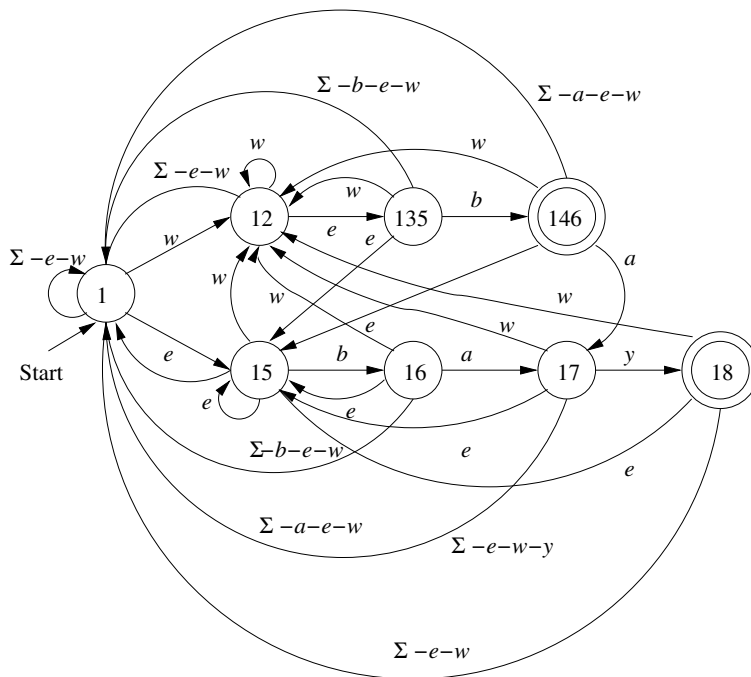 Σ −b−e−w
Σ −a−e−w
w
w
Σ −e−w
w
b
12
135
146
e
w
e
Σ −e−w
a
1
w
w
e
w
w
Start
e
15
b
16
a
17
y
18
e
e
Σ−b−e−w
e
e
Σ −a−e−w
Σ −e−w−y
Σ −e−w